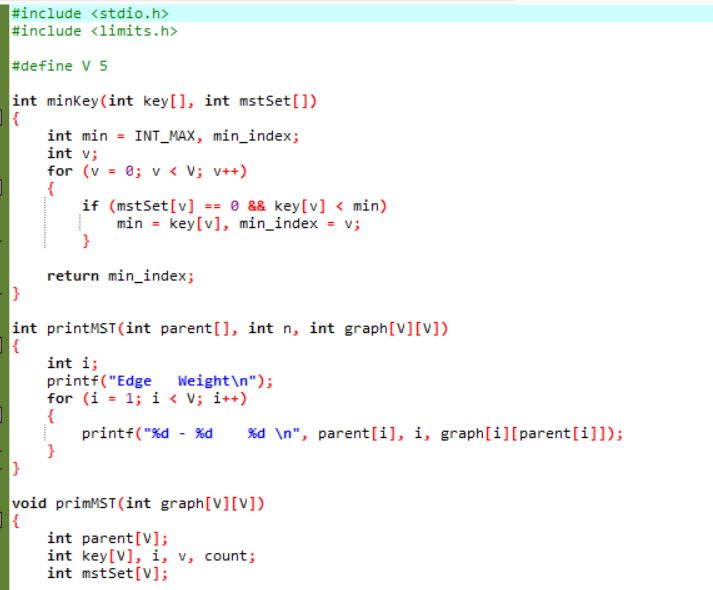 #include <stdio.h>
#include <limits.h>

#define V 5

int minKey(int key[], int mstSet[])
{
    int min = INT_MAX, min_index;
    int v;
    for (v = 0; v < V; v++)
    {
        if (mstSet[v] == 0 && key[v] < min)
            min = key[v], min_index = v;
        }

    return min_index;
}

int printMST(int parent[], int n, int graph[V][V])
{
    int i;
    printf("Edge   Weight\n");
    for (i = 1; i < V; i++)
    {
        printf("%d - %d    %d \n", parent[i], i, graph[i][parent[i]]);
    }
}

void primMST(int graph[V][V])
{
    int parent[V];
    int key[V], i, v, count;
    int mstSet[V];